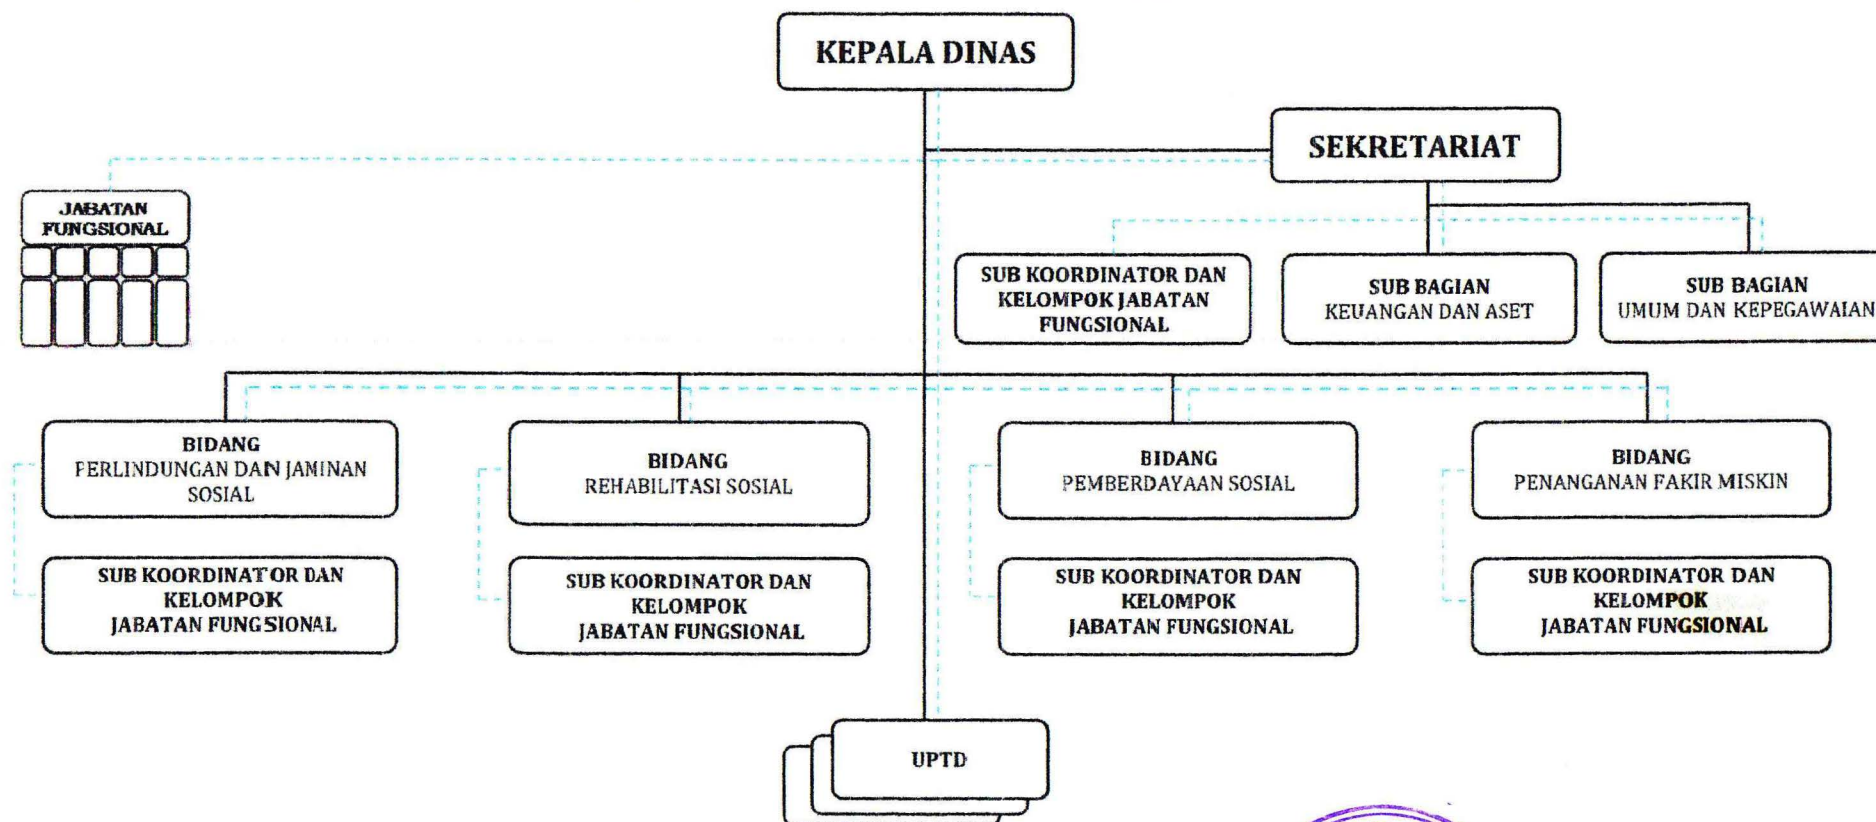 KEPALA DINAS
SEKRETARIAT
JABATAN
FUNGSIONAL
SUB KOORDINATOR DAN
KELOMPOK JABATAN
FUNGSIONAL
SUB BAGIAN
KEUANGAN DAN ASET
SUB BAGIAN
UMUM DAN KEPEGAWAIAN
BIDANG
PERLINDUNGAN DAN JAMINAN
SOSIAL
BIDANG
REHABILITASI SOSIAL
BIDANG
PEMBERDAYAAN SOSIAL
BIDANG
PENANGANAN FAKIR MISKIN
SUB KOORDINATOR DAN
KELOMPOK
JABATAN FUNGSIONAL
SUB KOORDINATOR DAN
KELOMPOK
JABATAN FUNGSIONAL
SUB KOORDINATOR DAN
KELOMPOK
JABATAN FUNGSIONAL
SUB KOORDINATOR DAN
KELOMPOK
JABATAN FUNGSIONAL
UPTD